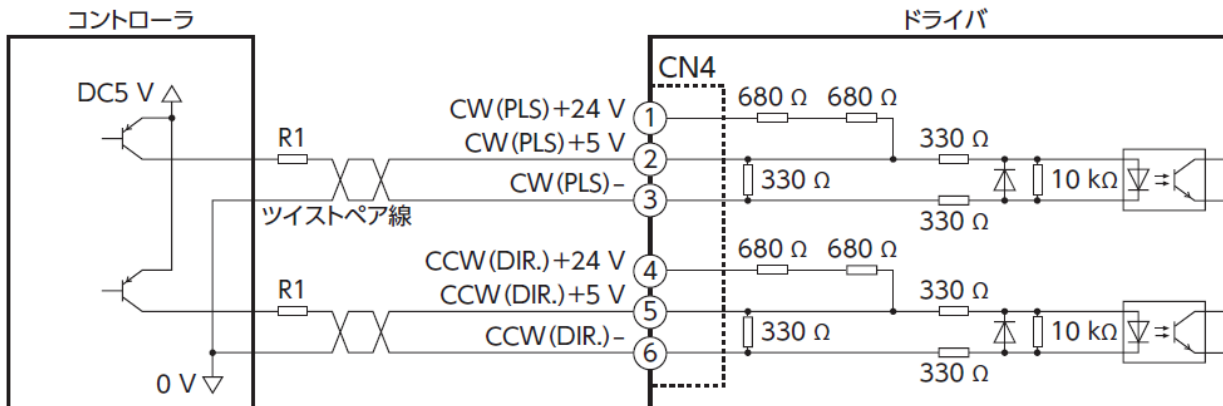 コントローラ
ドライバ
CN4
DC5 V
CW(PLS)+24 V
1
680 Ω
680 Ω
R1
CW(PLS)+5 V
2
330 Ω
330 Ω
10 kΩ
CW(PLS)−
3
ツイストペア線
330 Ω
CCW(DIR.)+24 V
4
680 Ω
680 Ω
R1
CCW(DIR.)+5 V
5
330 Ω
330 Ω
10 kΩ
CCW(DIR.)−
6
330 Ω
0 V